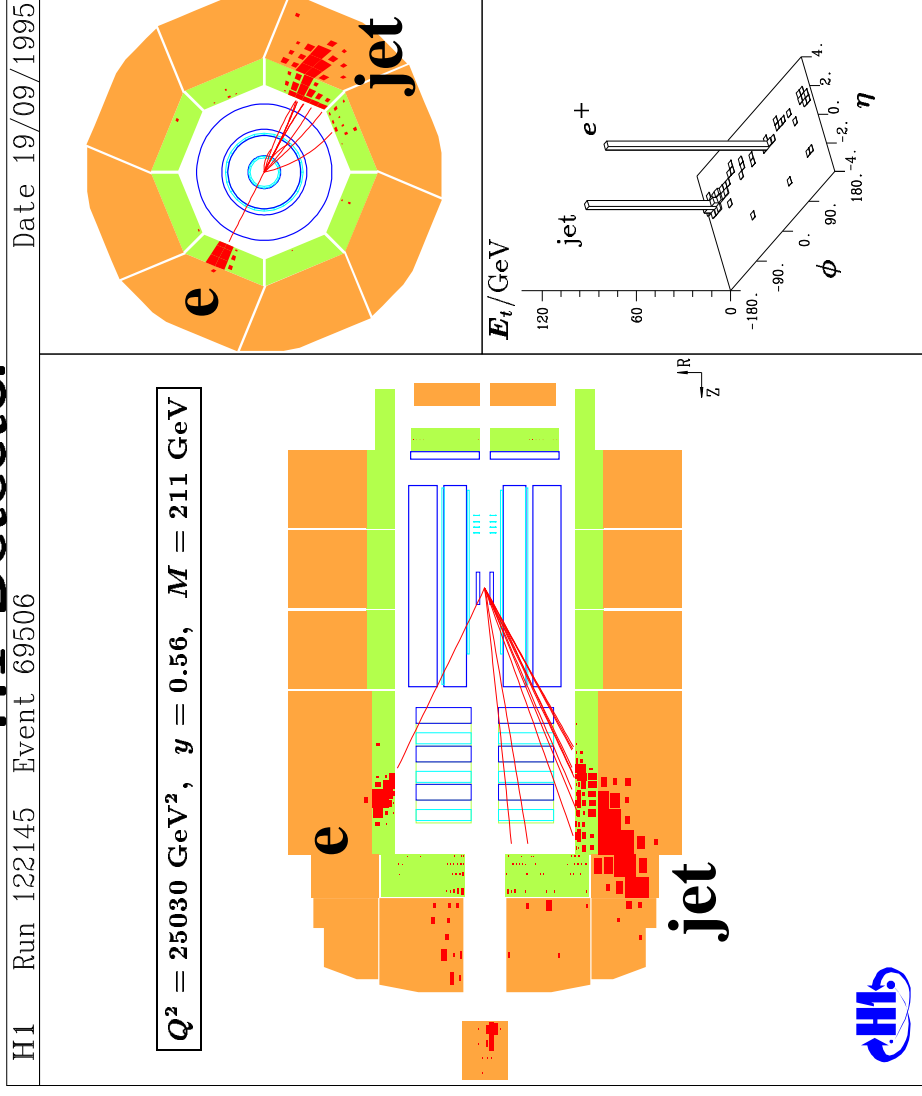 H1 Run 122145 Event 69506 Date 19/09/1995
Q² = 25030 GeV², y = 0.56, M = 211 GeV
e
jet
R
Z
e
jet
E_t/GeV
jet
e+
120
60
0
-180.
-90.
0.
90.
180.
-4.
-2.
0.
2.
4.
ϕ
η
H1